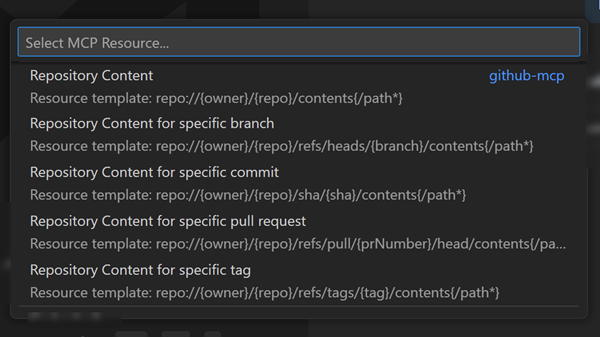 Select MCP Resource...
Repository Content github-mcp
Resource template: repo://{owner}/{repo}/contents{/path*}
Repository Content for specific branch
Resource template: repo://{owner}/{repo}/refs/heads/{branch}/contents{/path*}
Repository Content for specific commit
Resource template: repo://{owner}/{repo}/sha/{sha}/contents{/path*}
Repository Content for specific pull request
Resource template: repo://{owner}/{repo}/refs/pull/{prNumber}/head/contents{/pa...
Repository Content for specific tag
Resource template: repo://{owner}/{repo}/refs/tags/{tag}/contents{/path*}